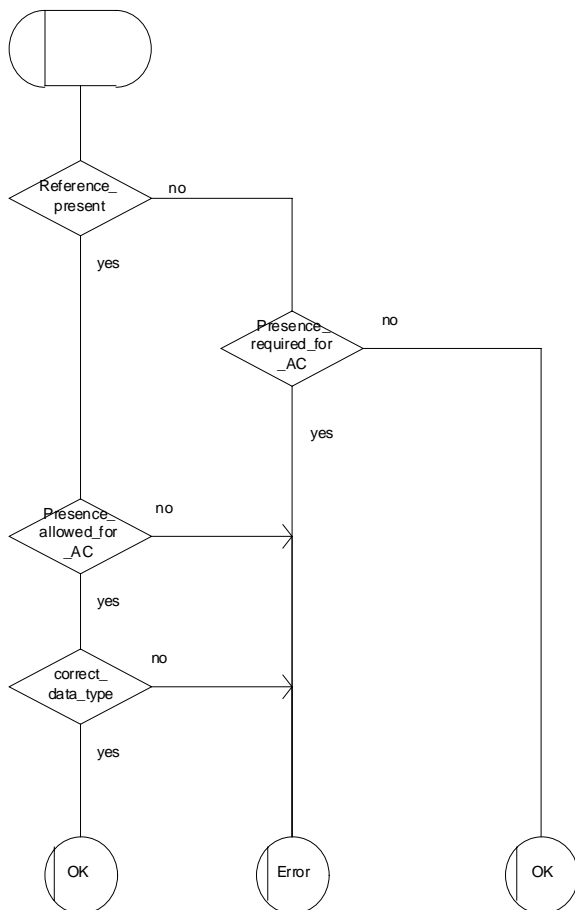 Reference_
present
no
yes
Presence_
required_for
_AC
no
yes
Presence_
allowed_for
_AC
no
yes
correct_
data_type
no
yes
OK
Error
OK